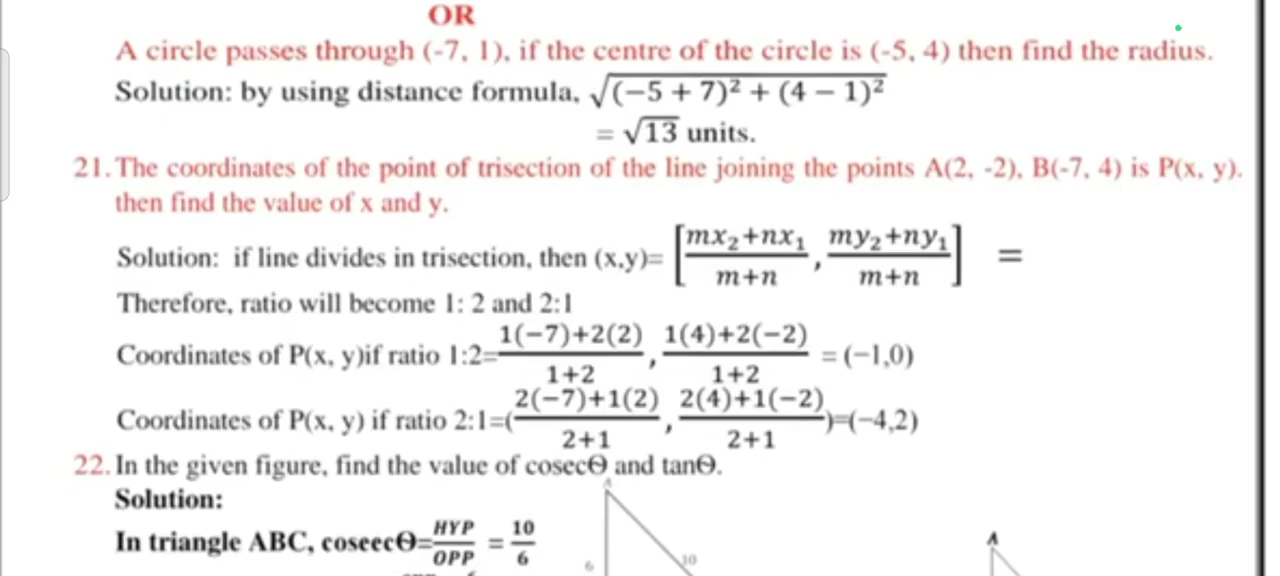 OR
A circle passes through (-7, 1), if the centre of the circle is (-5, 4) then find the radius.
Solution: by using distance formula, √(−5 + 7)² + (4 − 1)²
= √13 units.
21. The coordinates of the point of trisection of the line joining the points A(2, -2), B(-7, 4) is P(x, y). then find the value of x and y.
Solution: if line divides in trisection, then (x,y)= [mx₂+nx₁/m+n , my₂+ny₁/m+n] =
Therefore, ratio will become 1: 2 and 2:1
Coordinates of P(x, y)if ratio 1:2= 1(−7)+2(2)/1+2 , 1(4)+2(−2)/1+2 = (−1,0)
Coordinates of P(x, y) if ratio 2:1=( 2(−7)+1(2)/2+1 , 2(4)+1(−2)/2+1 )=(−4,2)
22. In the given figure, find the value of cosecΘ and tanΘ.
Solution:
In triangle ABC, cosecΘ= HYP/OPP = 10/6
A
6
10
A